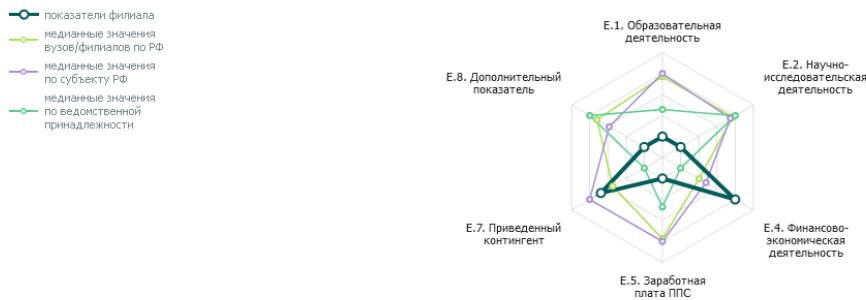 показатели филиала
медианные значения
вузов/филиалов по РФ
медианные значения
по субъекту РФ
медианные значения
по ведомственной
принадлежности
Е.1. Образовательная
деятельность
Е.2. Научно-
исследовательская
деятельность
Е.4. Финансово-
экономическая
деятельность
Е.5. Заработная
плата ППС
Е.7. Приведенный
контингент
Е.8. Дополнительный
показатель